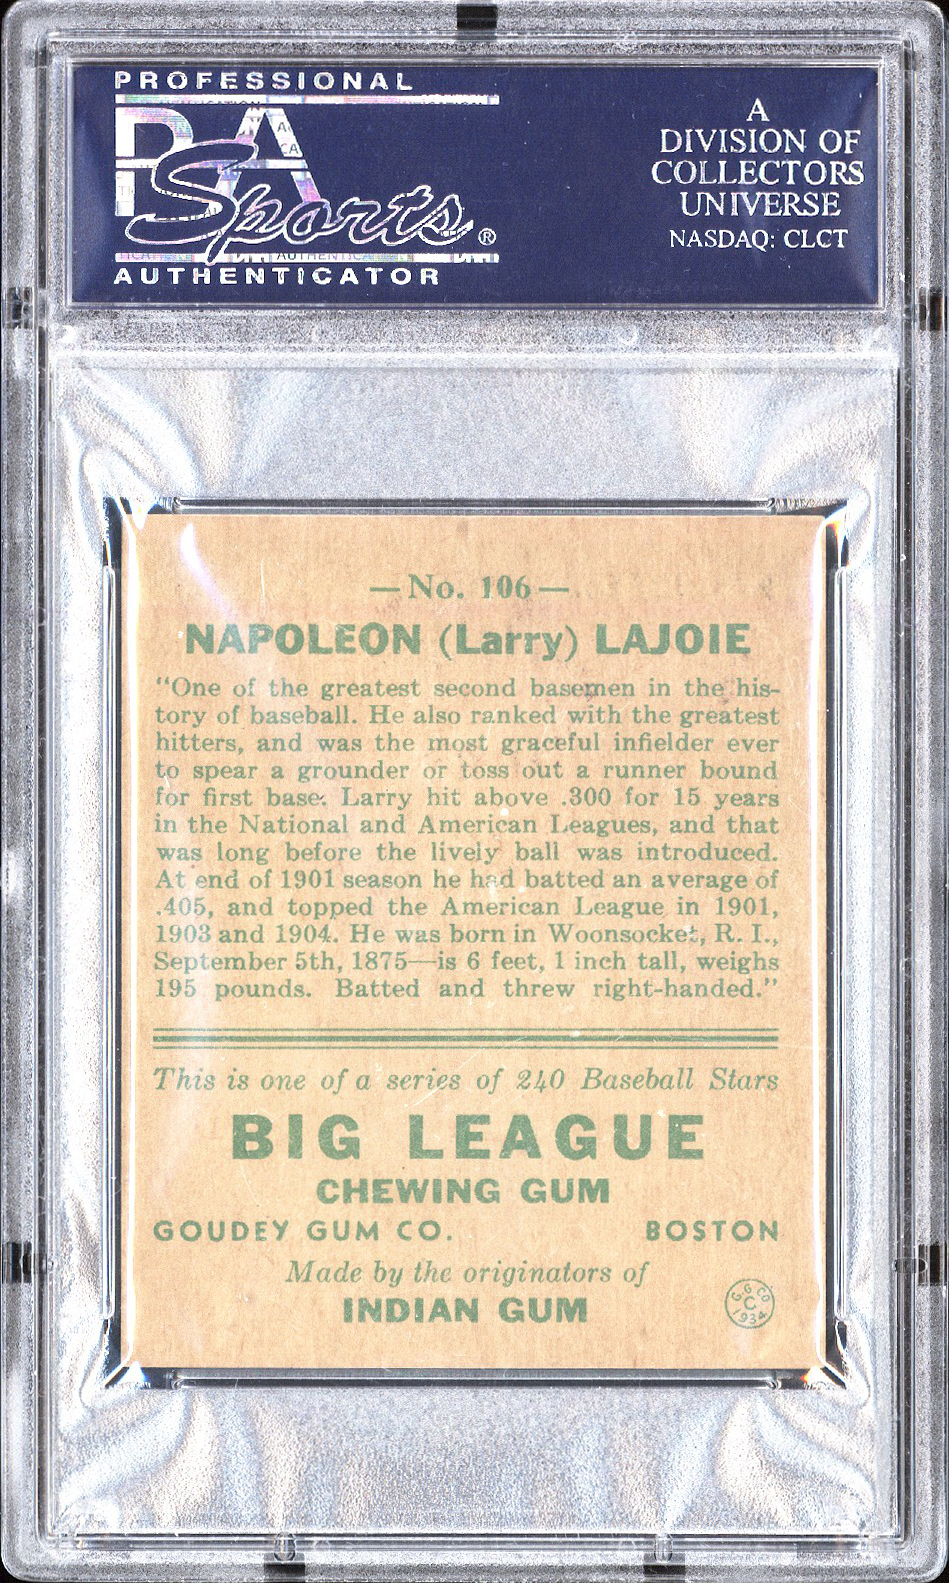 PROFESSIONAL
PSA
Sports®
AUTHENTICATOR
A
DIVISION OF
COLLECTORS
UNIVERSE
NASDAQ: CLCT
—No. 106—
NAPOLEON (Larry) LAJOIE
"One of the greatest second basemen in the his-
tory of baseball. He also ranked with the greatest
hitters, and was the most graceful infielder ever
to spear a grounder or toss out a runner bound
for first base. Larry hit above .300 for 15 years
in the National and American Leagues, and that
was long before the lively ball was introduced.
At end of 1901 season he had batted an average of
.405, and topped the American League in 1901,
1903 and 1904. He was born in Woonsocket, R. I.,
September 5th, 1875—is 6 feet, 1 inch tall, weighs
195 pounds. Batted and threw right-handed."
This is one of a series of 240 Baseball Stars
BIG LEAGUE
CHEWING GUM
GOUDEY GUM CO. BOSTON
Made by the originators of
INDIAN GUM
G. G. CO.
C
1934